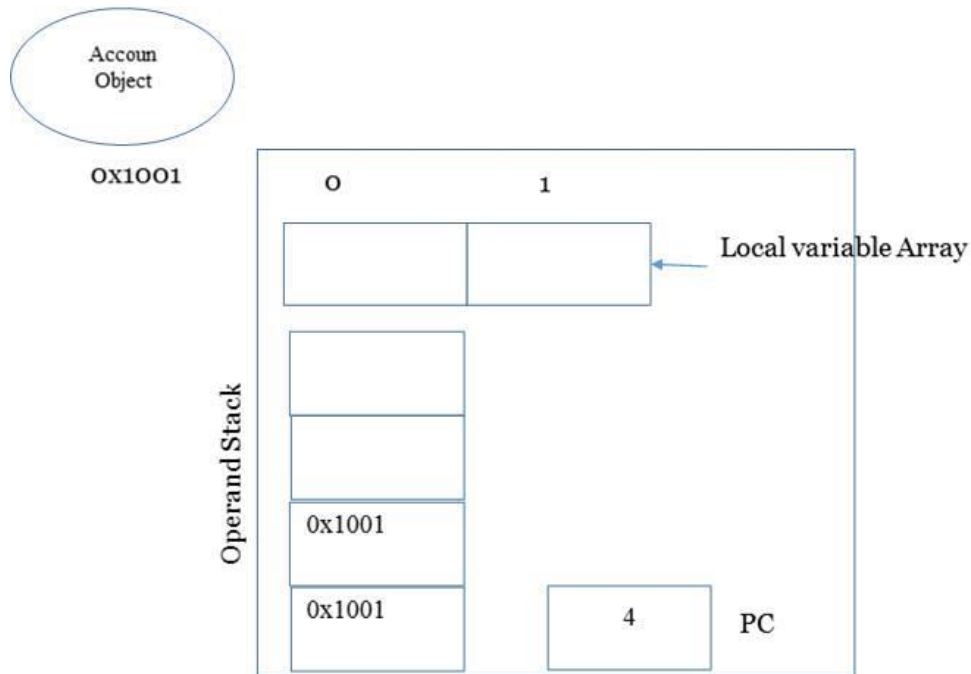 Accoun
Object
0x1001
0
1
Local variable Array
Operand Stack
0x1001
0x1001
4
PC